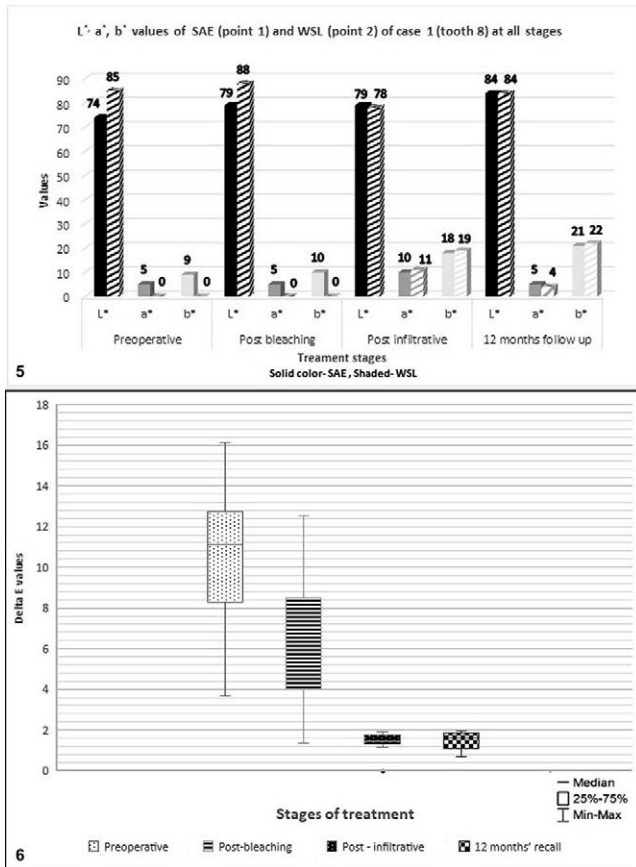 L*, a*, b* values of SAE (point 1) and WSL (point 2) of case 1 (tooth 8) at all stages
90
80
70
60
50
40
30
20
10
0
Values
74 85 5 0 9 0
79 88 5 0 10 0
79 78 10 11 18 19
84 84 5 4 21 22
L* a* b* L* a* b* L* a* b* L* a* b*
Preoperative Post bleaching Post infiltrative 12 months follow up
Treament stages
Solid color- SAE , Shaded- WSL
5
18
16
14
12
10
8
6
4
2
0
Delta E values
Stages of treatment
Median
25%-75%
Min-Max
Preoperative Post-bleaching Post - infiltrative 12 months' recall
6